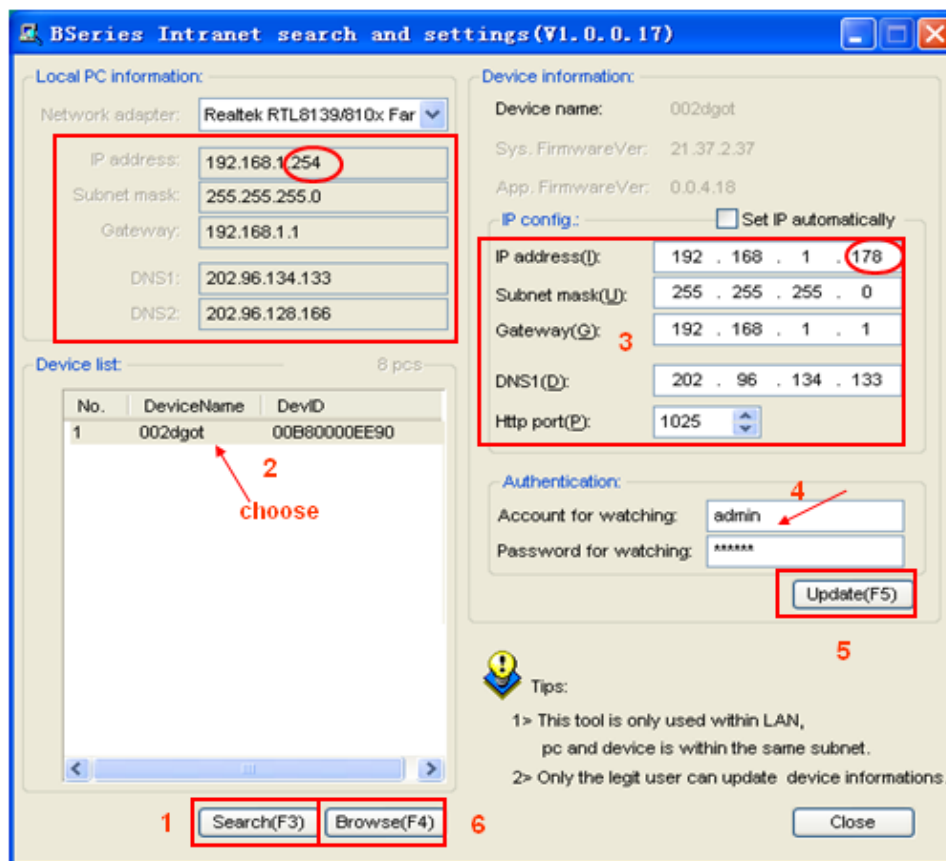 BSeries Intranet search and settings(V1.0.0.17)
Local PC information:
Network adapter: Realtek RTL8139/810x Far
IP address: 192.168.1.254
Subnet mask: 255.255.255.0
Gateway: 192.168.1.1
DNS1: 202.96.134.133
DNS2: 202.96.128.166
Device list: 8 pcs
No. DeviceName DevID
1 002dgot 00B80000EE90
2
choose
1 Search(F3) Browse(F4) 6
Device information:
Device name: 002dgot
Sys. FirmwareVer: 21.37.2.37
App. FirmwareVer: 0.0.4.18
IP config.: Set IP automatically
IP address(I): 192 . 168 . 1 . 178
Subnet mask(U): 255 . 255 . 255 . 0
Gateway(G): 192 . 168 . 1 . 1
3
DNS1(D): 202 . 96 . 134 . 133
Http port(P): 1025
Authentication:
4
Account for watching: admin
Password for watching: ******
Update(F5)
5
Tips:
1> This tool is only used within LAN,
pc and device is within the same subnet.
2> Only the legit user can update device informations.
Close